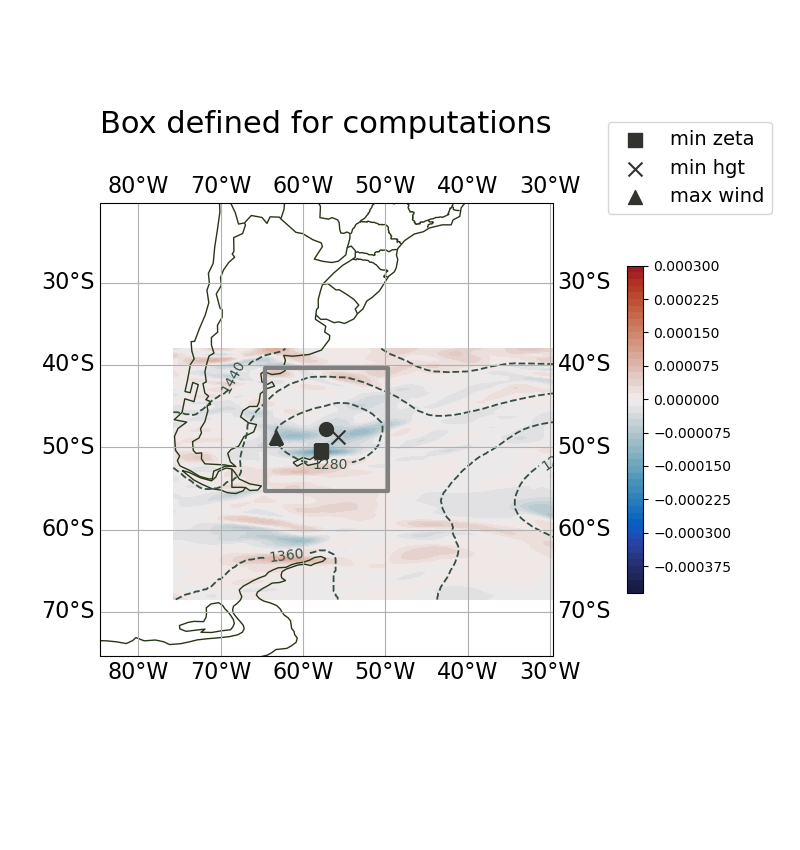 Box defined for computations
min zeta
min hgt
max wind
80°W 70°W 60°W 50°W 40°W 30°W
0.000300
0.000225
0.000150
0.000075
0.000000
−0.000075
−0.000150
−0.000225
−0.000300
−0.000375
30°S 30°S
40°S 40°S
1440
50°S 50°S
1280
60°S 60°S
1360
70°S 70°S
80°W 70°W 60°W 50°W 40°W 30°W